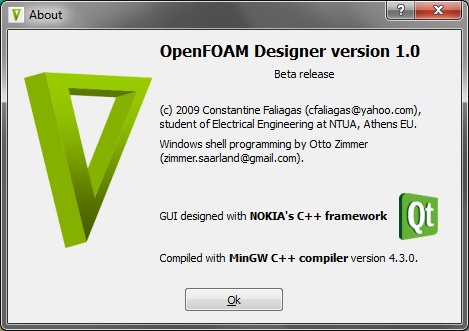 About
OpenFOAM Designer version 1.0
Beta release
(c) 2009 Constantine Faliagas (cfaliagas@yahoo.com),
student of Electrical Engineering at NTUA, Athens EU.
Windows shell programming by Otto Zimmer
(zimmer.saarland@gmail.com).
GUI designed with NOKIA's C++ framework
Qt
Compiled with MinGW C++ compiler version 4.3.0.
Ok